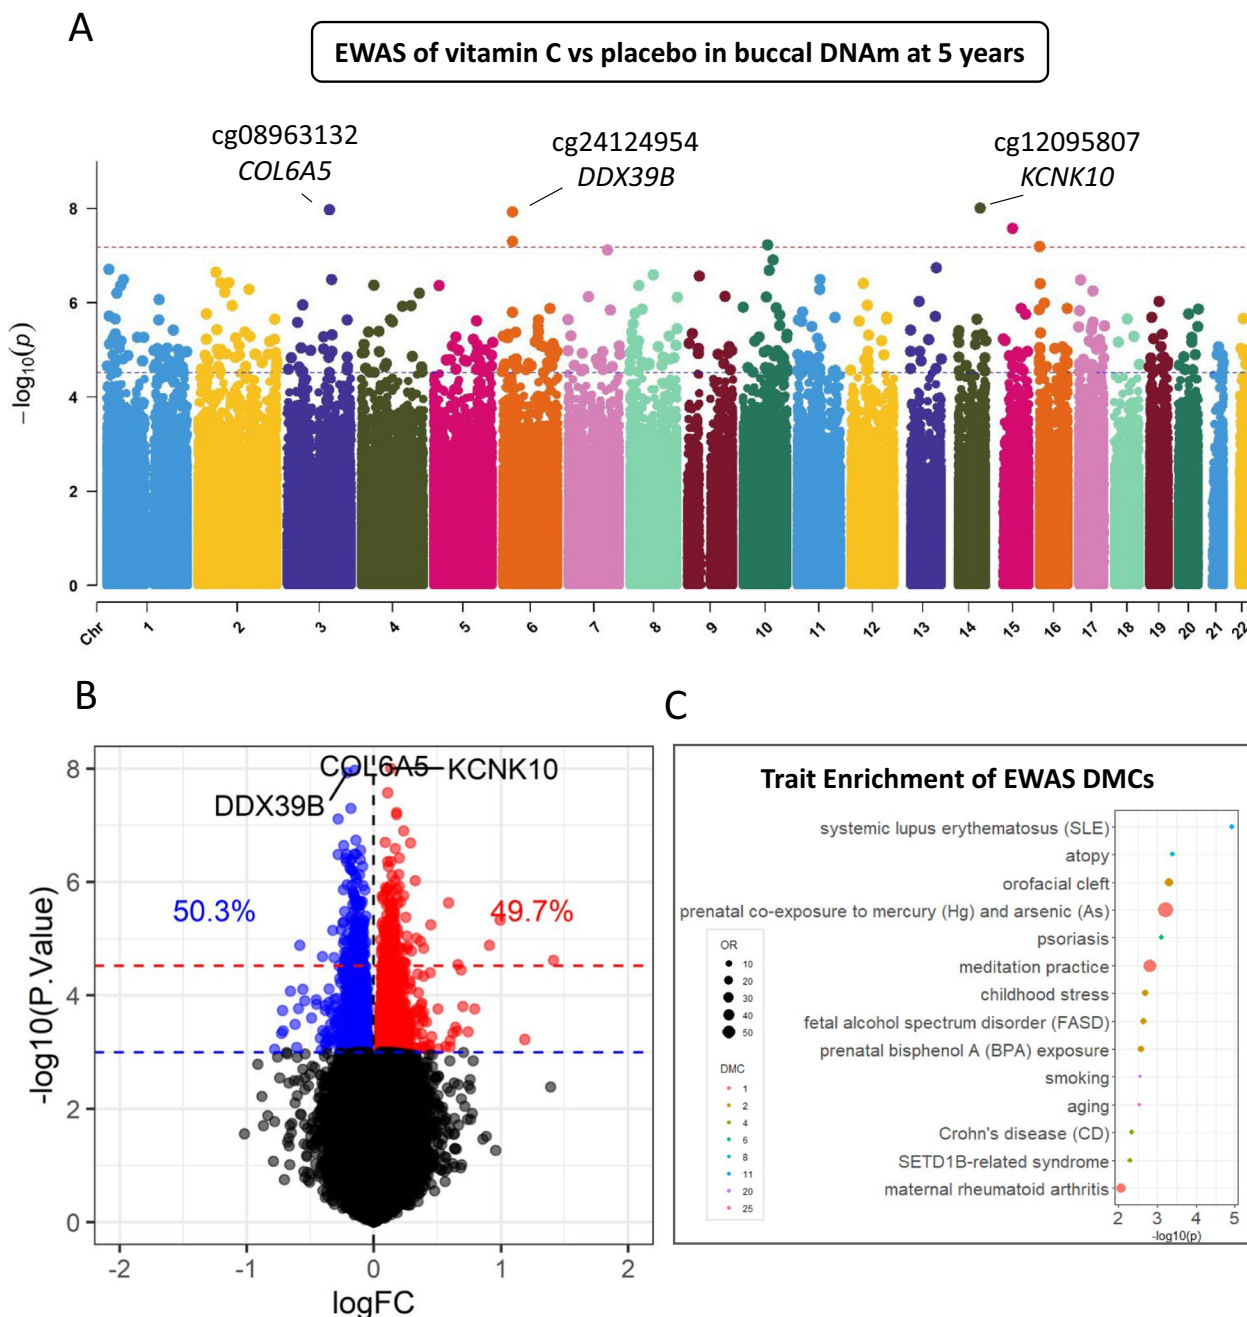 A
EWAS of vitamin C vs placebo in buccal DNAm at 5 years
cg08963132
COL6A5
cg24124954
DDX39B
cg12095807
KCNK10
−log10(p)
8
6
4
2
0
Chr 1 2 3 4 5 6 7 8 9 10 11 12 13 14 15 16 17 18 19 20 21 22
B
COL6A5
KCNK10
DDX39B
50.3%
49.7%
-log10(P.Value)
8
6
4
2
0
-2 -1 0 1 2
logFC
C
Trait Enrichment of EWAS DMCs
systemic lupus erythematosus (SLE)
atopy
orofacial cleft
prenatal co-exposure to mercury (Hg) and arsenic (As)
psoriasis
meditation practice
childhood stress
fetal alcohol spectrum disorder (FASD)
prenatal bisphenol A (BPA) exposure
smoking
aging
Crohn's disease (CD)
SETD1B-related syndrome
maternal rheumatoid arthritis
2 3 4 5
-log10(p)
OR
10
20
30
40
50
DMC
1
2
4
6
8
11
20
25